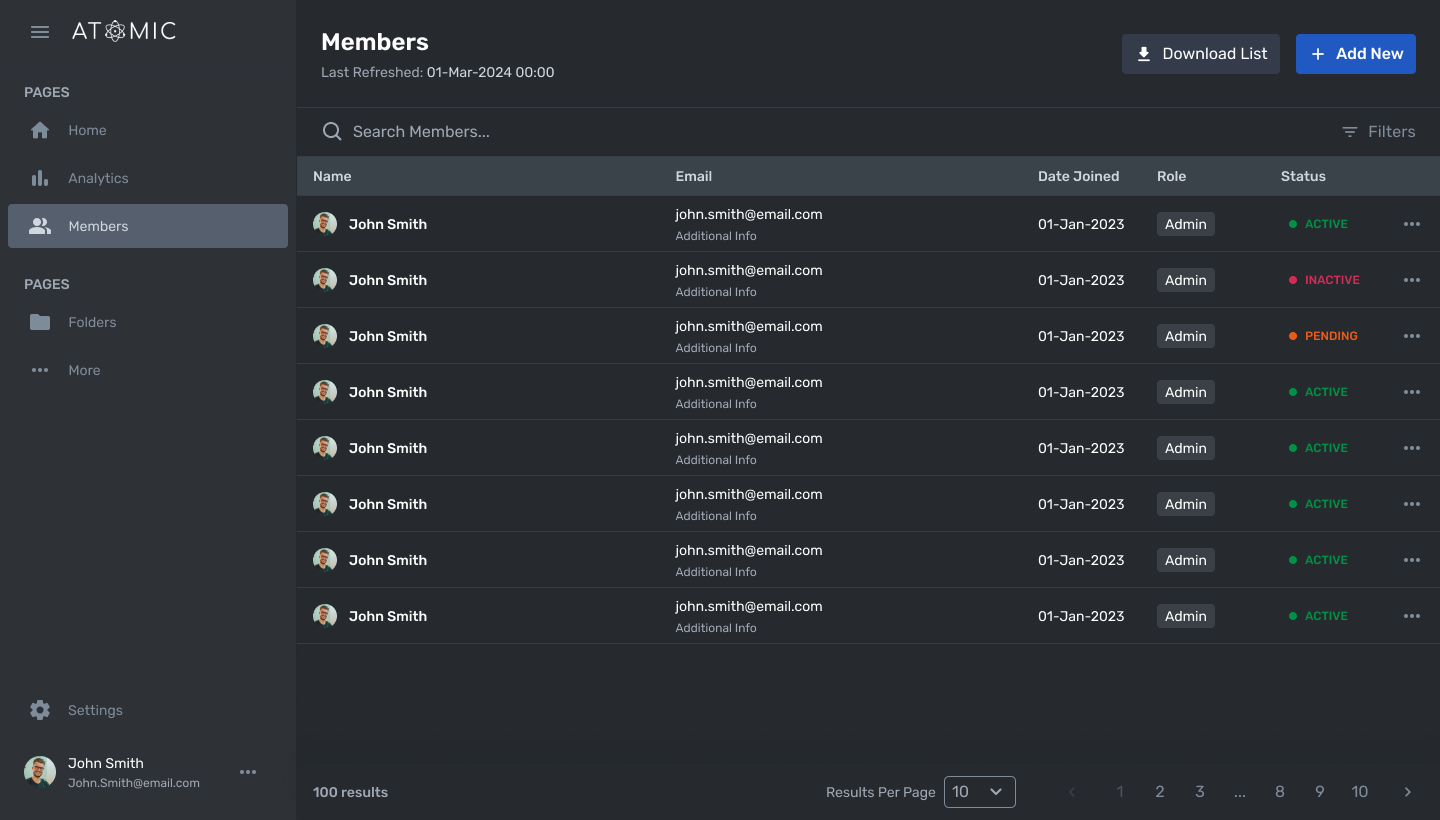 ATOMIC
PAGES
Home
Analytics
Members
PAGES
Folders
More
Settings
John Smith
John.Smith@email.com
Members
Last Refreshed: 01-Mar-2024 00:00
Download List
Add New
Search Members...
Filters
Name Email Date Joined Role Status
John Smith john.smith@email.com Additional Info 01-Jan-2023 Admin ACTIVE
John Smith john.smith@email.com Additional Info 01-Jan-2023 Admin INACTIVE
John Smith john.smith@email.com Additional Info 01-Jan-2023 Admin PENDING
John Smith john.smith@email.com Additional Info 01-Jan-2023 Admin ACTIVE
John Smith john.smith@email.com Additional Info 01-Jan-2023 Admin ACTIVE
John Smith john.smith@email.com Additional Info 01-Jan-2023 Admin ACTIVE
John Smith john.smith@email.com Additional Info 01-Jan-2023 Admin ACTIVE
John Smith john.smith@email.com Additional Info 01-Jan-2023 Admin ACTIVE
100 results
Results Per Page 10
1 2 3 ... 8 9 10